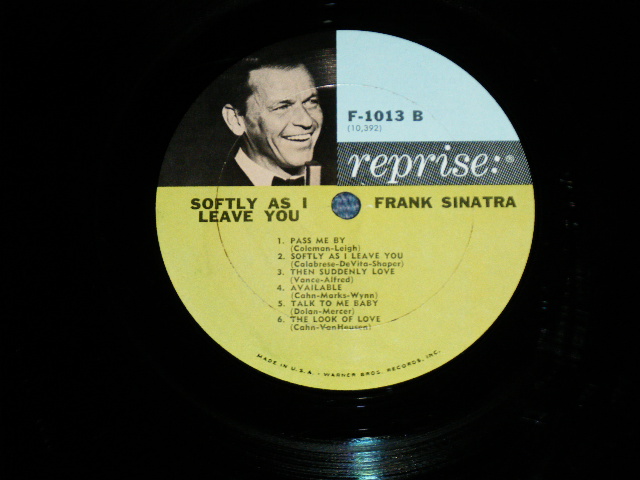 F-1013 B
(10,392)
reprise:®
SOFTLY AS I
LEAVE YOU
FRANK SINATRA
1. PASS ME BY
(Coleman-Leigh)
2. SOFTLY AS I LEAVE YOU
(Calabrese-DeVita-Shaper)
3. THEN SUDDENLY LOVE
(Vance-Alfred)
4. AVAILABLE
(Cahn-Marks-Wynn)
5. TALK TO ME BABY
(Dolan-Mercer)
6. THE LOOK OF LOVE
(Cahn-VanHeusen)
MADE IN U.S.A. • WARNER BROS. RECORDS, INC.